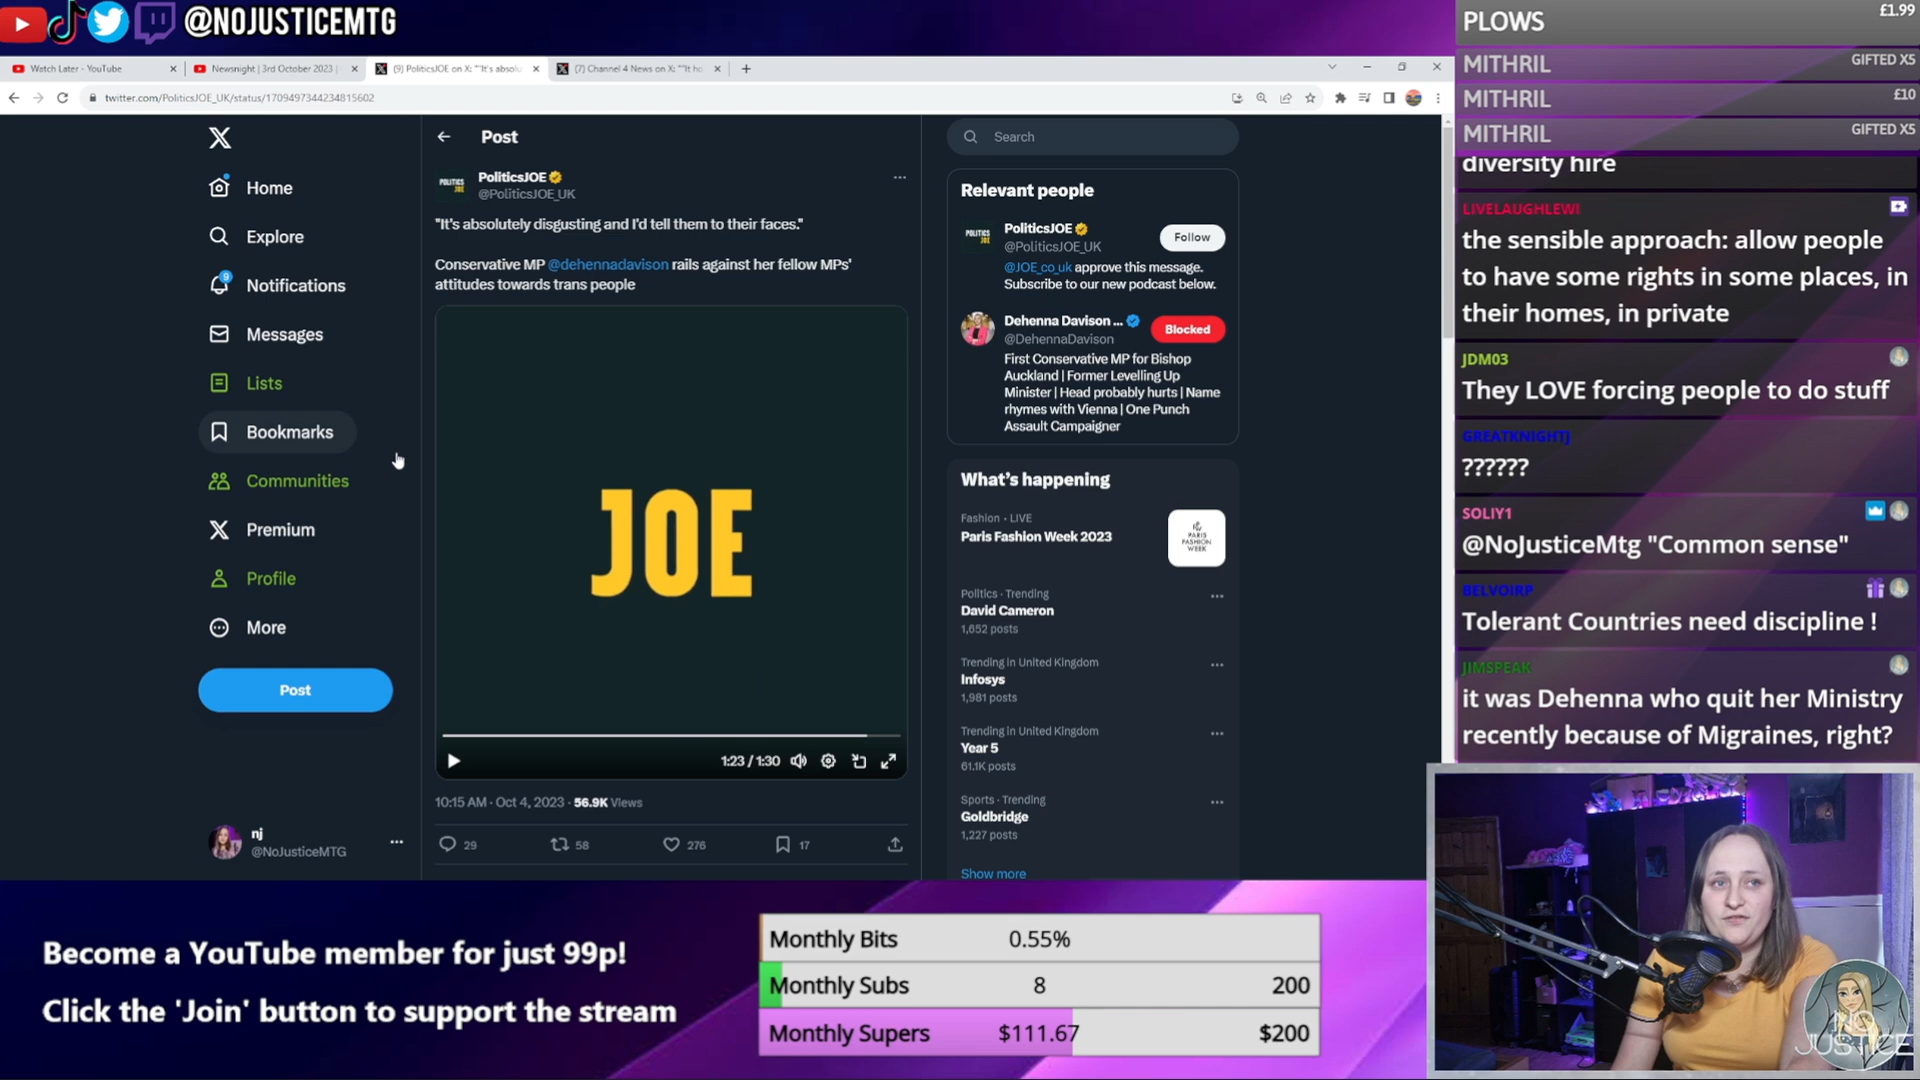 @NOJUSTICEMTG
Watch Later - YouTube
Newsnight | 3rd October 2023 |
(9) PoliticsJOE on X: ""It's absolu
(7) Channel 4 News on X: ""It ho
twitter.com/PoliticsJOE_UK/status/1709497344234815602
Home
Explore
9
Notifications
Messages
Lists
Bookmarks
Communities
Premium
Profile
More
Post
nj
@NoJusticeMTG
Post
POLITICS
JOE
PoliticsJOE
@PoliticsJOE_UK
"It's absolutely disgusting and I'd tell them to their faces."
Conservative MP @dehennadavison rails against her fellow MPs'
attitudes towards trans people
JOE
1:23 / 1:30
10:15 AM · Oct 4, 2023 · 56.9K Views
29
58
276
17
Search
Relevant people
POLITICS
JOE
PoliticsJOE
@PoliticsJOE_UK
Follow
@JOE_co_uk approve this message.
Subscribe to our new podcast below.
Dehenna Davison ...
@DehennaDavison
Blocked
First Conservative MP for Bishop
Auckland | Former Levelling Up
Minister | Head probably hurts | Name
rhymes with Vienna | One Punch
Assault Campaigner
What's happening
Fashion · LIVE
Paris Fashion Week 2023
PARIS
FASHION
WEEK
Politics · Trending
David Cameron
1,652 posts
Trending in United Kingdom
Infosys
1,981 posts
Trending in United Kingdom
Year 5
61.1K posts
Sports · Trending
Goldbridge
1,227 posts
Show more
PLOWS £1.99
MITHRIL GIFTED X5
MITHRIL £10
MITHRIL GIFTED X5
diversity hire
LIVELAUGHLEWI
the sensible approach: allow people
to have some rights in some places, in
their homes, in private
JDM03
They LOVE forcing people to do stuff
GREATKNIGHTJ
??????
SOLIY1
@NoJusticeMtg "Common sense"
BELVOIRP
Tolerant Countries need discipline !
JIMSPEAK
it was Dehenna who quit her Ministry
recently because of Migraines, right?
Become a YouTube member for just 99p!
Click the 'Join' button to support the stream
Monthly Bits 0.55%
Monthly Subs 8 200
Monthly Supers $111.67 $200
NO
JUSTICE